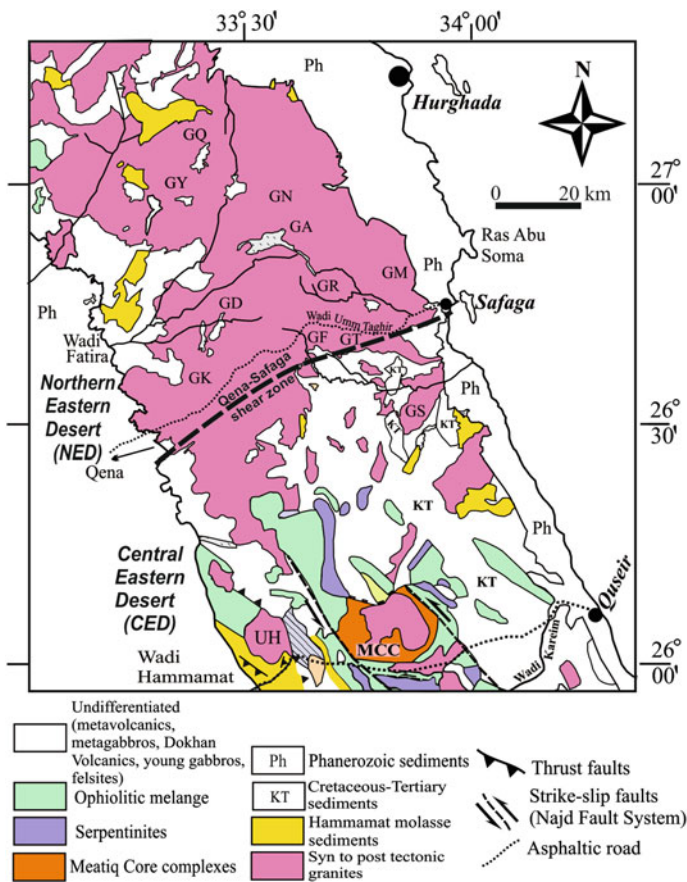 33°30'
34°00'
Ph
Hurghada
N
GQ
27°
00'
GY
GN
0 20 km
GA
Ras Abu
Soma
Ph
GM
GR
Ph
GD
Safaga
Wadi Umm Taghir
Wadi
Fatira
GF
GT
KT
Ph
Northern
Eastern
Desert
(NED)
GK
Qena-Safaga
shear zone
GS
KT
KT
26°
30'
Qena
KT
Ph
Central
Eastern
Desert
(CED)
KT
Quseir
UH
MCC
Wadi Kareim
Wadi
Hammamat
26°
00'
Undifferentiated
(metavolcanics,
metagabbros, Dokhan
Volcanics, young gabbros,
felsites)
Ophiolitic melange
Serpentinites
Meatiq Core complexes
Ph
Phanerozoic sediments
KT
Cretaceous-Tertiary
sediments
Hammamat molasse
sediments
Syn to post tectonic
granites
Thrust faults
Strike-slip faults
(Najd Fault System)
Asphaltic road